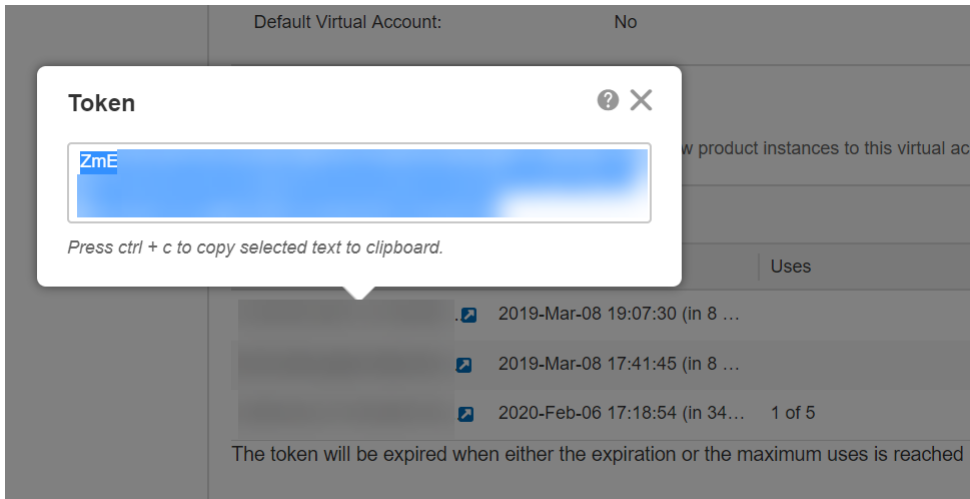 Default Virtual Account: No
Token
w product instances to this virtual ac
ZmE
Press ctrl + c to copy selected text to clipboard.
Uses
2019-Mar-08 19:07:30 (in 8 …
2019-Mar-08 17:41:45 (in 8 …
2020-Feb-06 17:18:54 (in 34… 1 of 5
The token will be expired when either the expiration or the maximum uses is reached